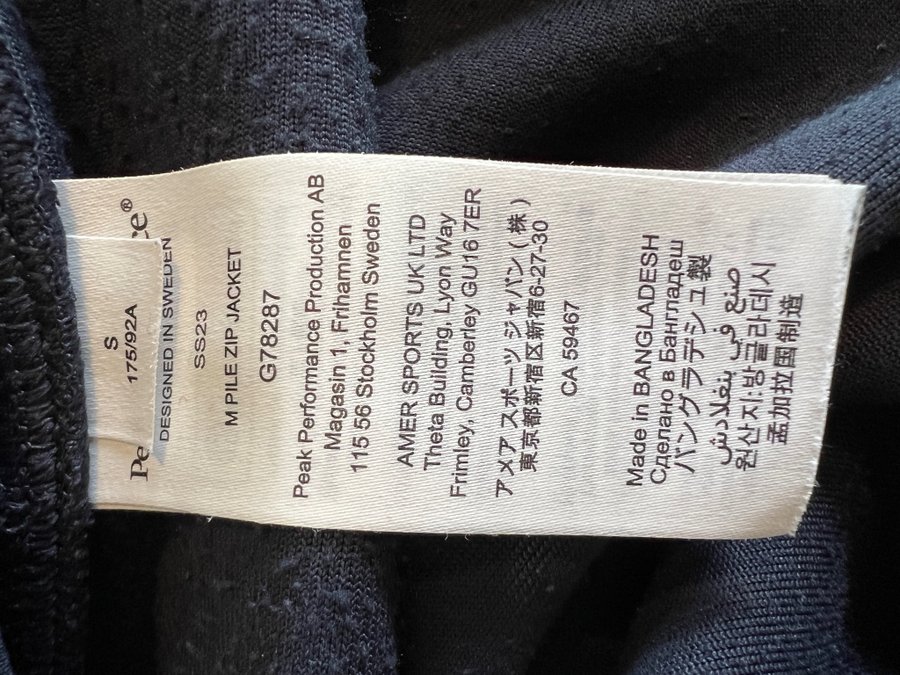 S
175/92A
Pe ce®
DESIGNED IN SWEDEN
SS23
M PILE ZIP JACKET
G78287
Peak Performance Production AB
Magasin 1, Frihamnen
115 56 Stockholm Sweden
AMER SPORTS UK LTD
Theta Building, Lyon Way
Frimley, Camberley GU16 7ER
アメア スポーツ ジャパン ( 株 )
東京都新宿区新宿6-27-30
CA 59467
Made in BANGLADESH
Сделано в Бангладеш
バングラデシュ製
صنع في بنغلادش
원산지:방글라데시
孟加拉国制造